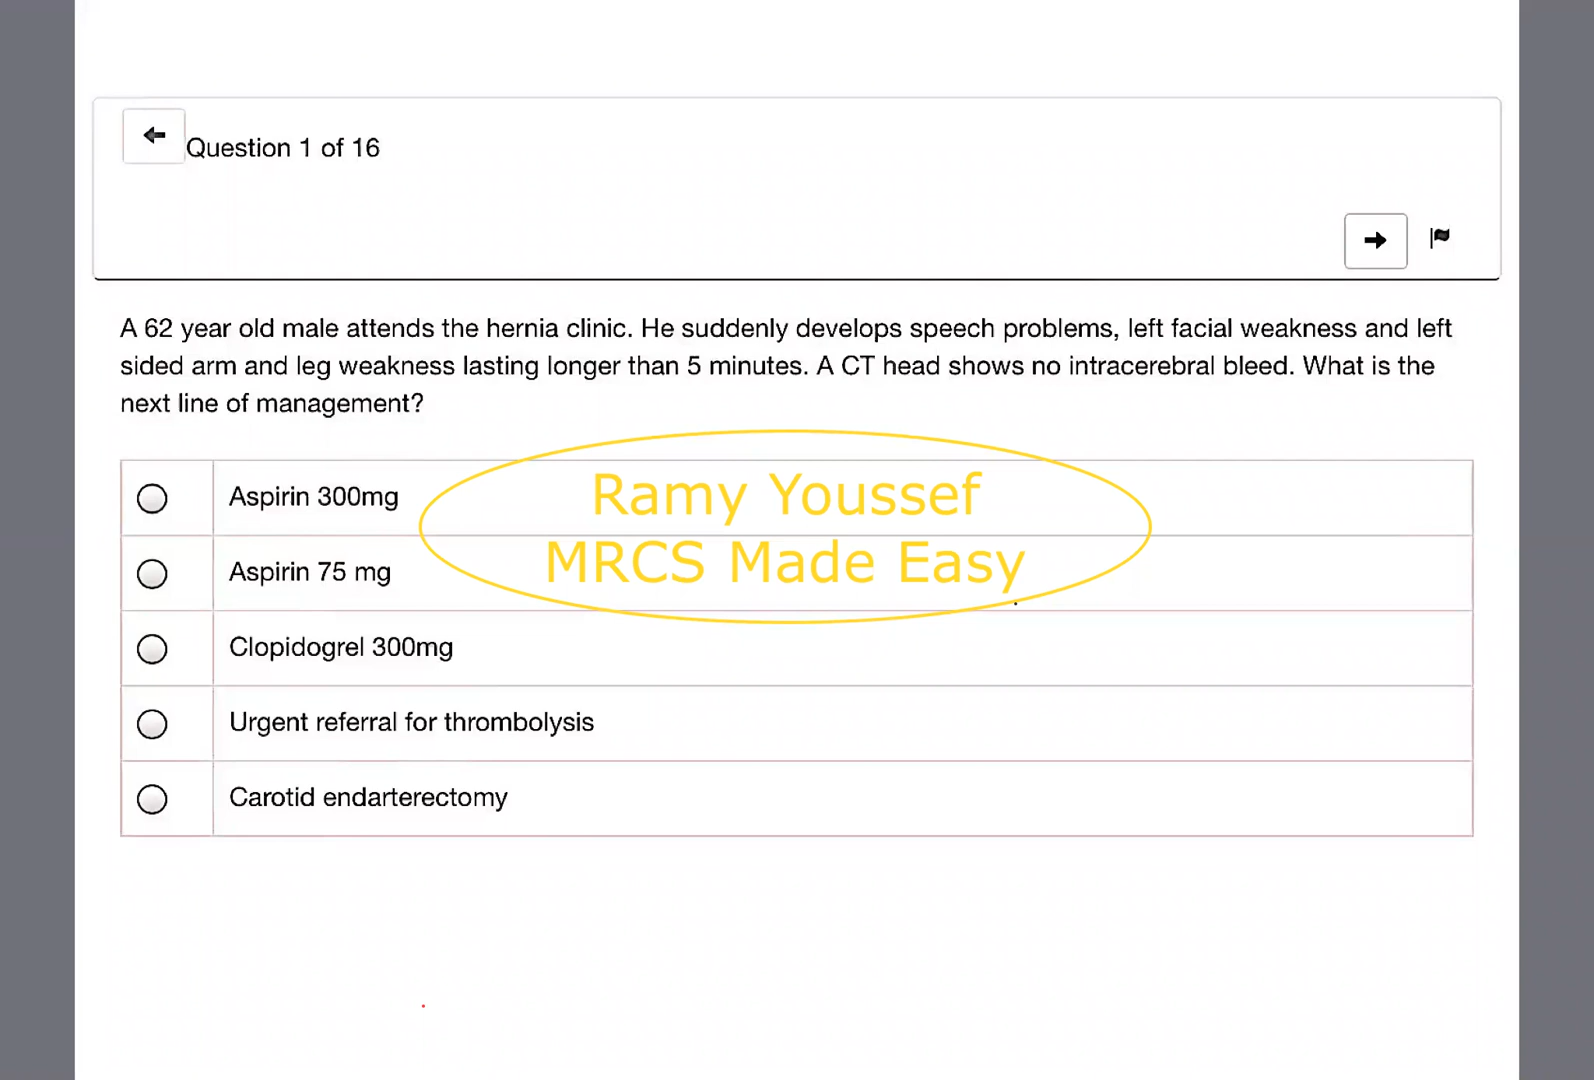 Question 1 of 16
A 62 year old male attends the hernia clinic. He suddenly develops speech problems, left facial weakness and left
sided arm and leg weakness lasting longer than 5 minutes. A CT head shows no intracerebral bleed. What is the
next line of management?
Ramy Youssef
MRCS Made Easy
Aspirin 300mg
Aspirin 75 mg
Clopidogrel 300mg
Urgent referral for thrombolysis
Carotid endarterectomy